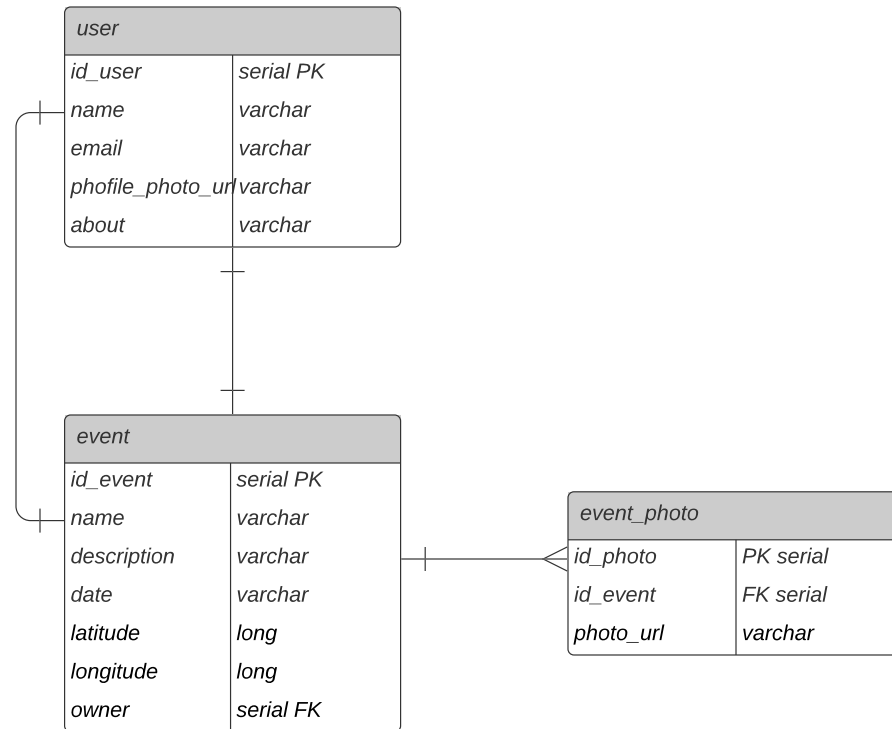 user
id_user serial PK
name varchar
email varchar
phofile_photo_url varchar
about varchar
event
id_event serial PK
name varchar
description varchar
date varchar
latitude long
longitude long
owner serial FK
event_photo
id_photo PK serial
id_event FK serial
photo_url varchar